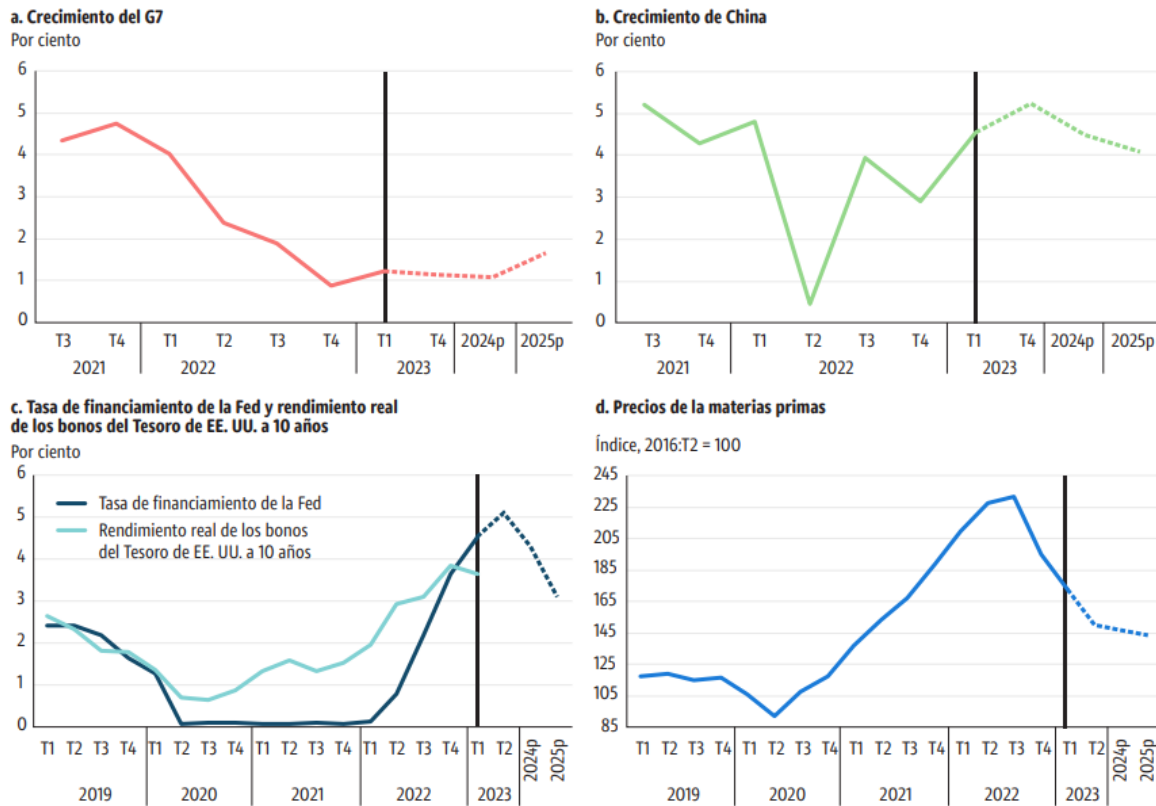 a. Crecimiento del G7
Por ciento
6
5
4
3
2
1
0
T3 T4 T1 T2 T3 T4 T1 T4 2024p 2025p
2021 2022 2023
b. Crecimiento de China
Por ciento
6
5
4
3
2
1
0
T3 T4 T1 T2 T3 T4 T1 T4 2024p 2025p
2021 2022 2023
c. Tasa de financiamiento de la Fed y rendimiento real
de los bonos del Tesoro de EE. UU. a 10 años
Por ciento
6
5
4
3
2
1
0
Tasa de financiamiento de la Fed
Rendimiento real de los bonos
del Tesoro de EE. UU. a 10 años
T1 T2 T3 T4 T1 T2 T3 T4 T1 T2 T3 T4 T1 T2 T3 T4 T1 T2 2024p 2025p
2019 2020 2021 2022 2023
d. Precios de la materias primas
Índice, 2016:T2 = 100
245
225
205
185
165
145
125
105
85
T1 T2 T3 T4 T1 T2 T3 T4 T1 T2 T3 T4 T1 T2 T3 T4 T1 T2 2024p 2025p
2019 2020 2021 2022 2023